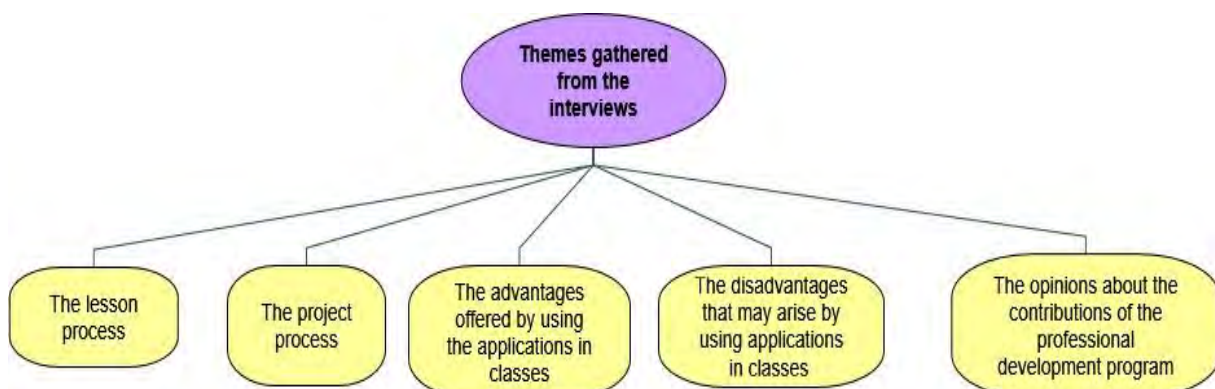 Themes gathered
from the
interviews
The lesson
process
The project
process
The advantages
offered by using
the applications in
classes
The disadvantages
that may arise by
using applications
in classes
The opinions about the
contributions of the
professional
development program